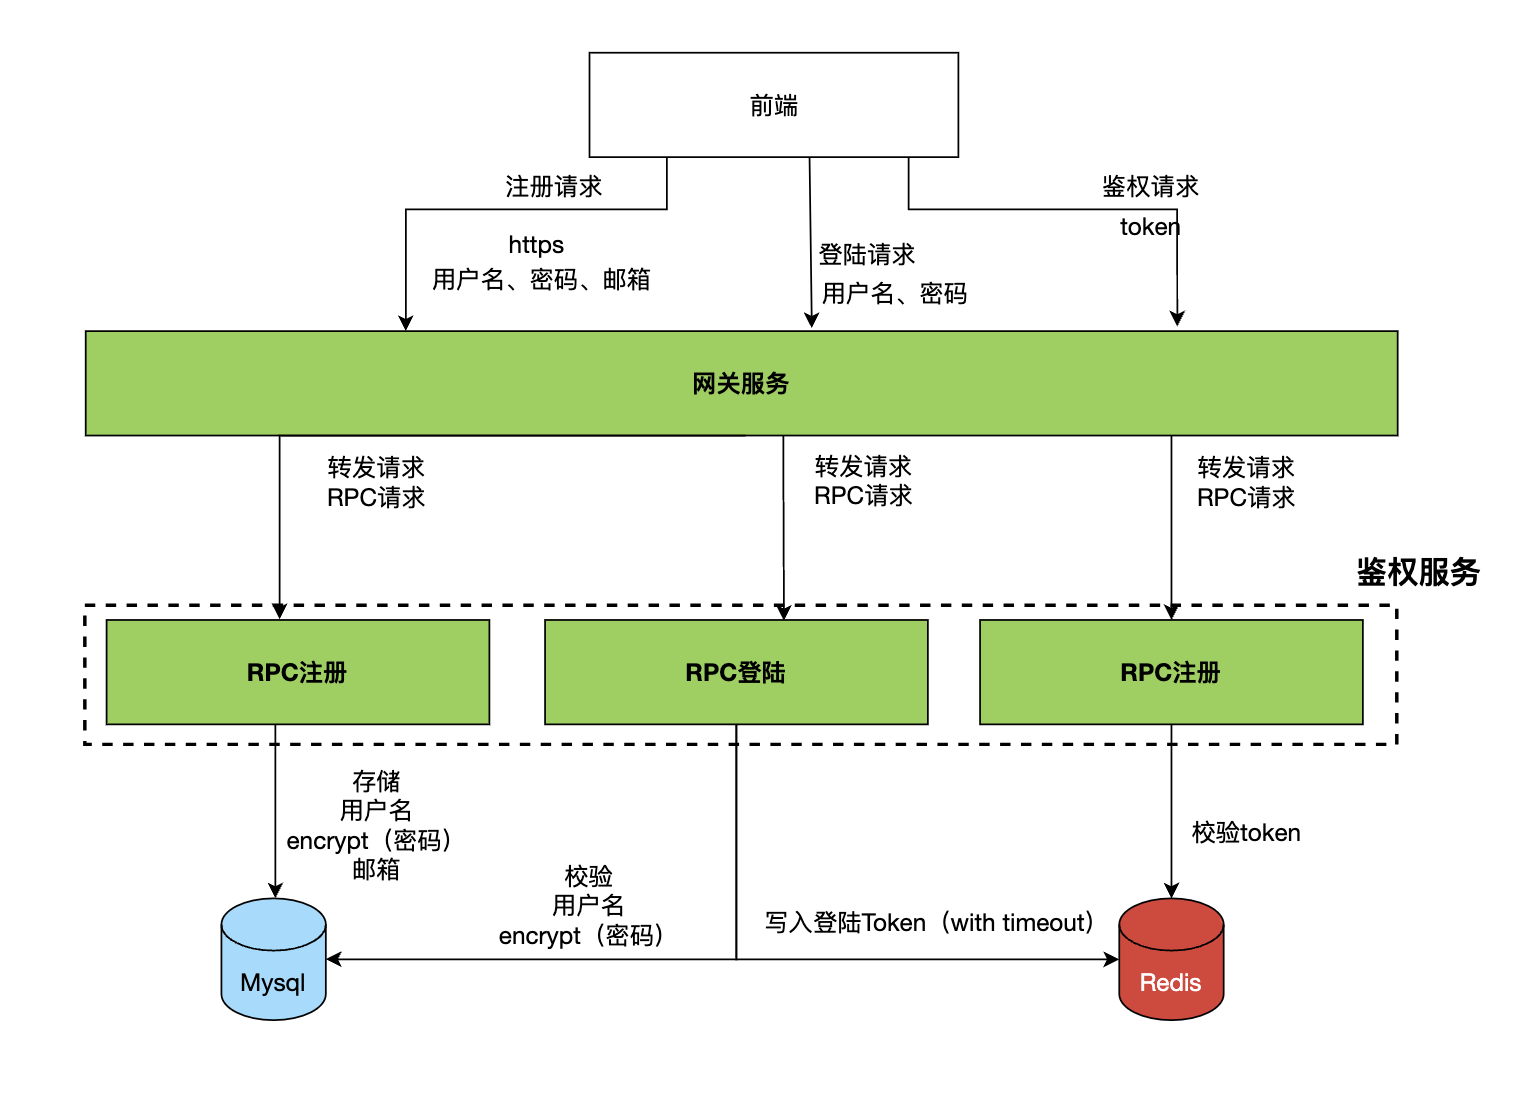 前端
注册请求
鉴权请求
token
https
用户名、密码、邮箱
登陆请求
用户名、密码
网关服务
转发请求
RPC请求
转发请求
RPC请求
转发请求
RPC请求
鉴权服务
RPC注册
RPC登陆
RPC注册
存储
用户名
encrypt（密码）
邮箱
校验
用户名
encrypt（密码）
写入登陆Token（with timeout）
校验token
Mysql
Redis